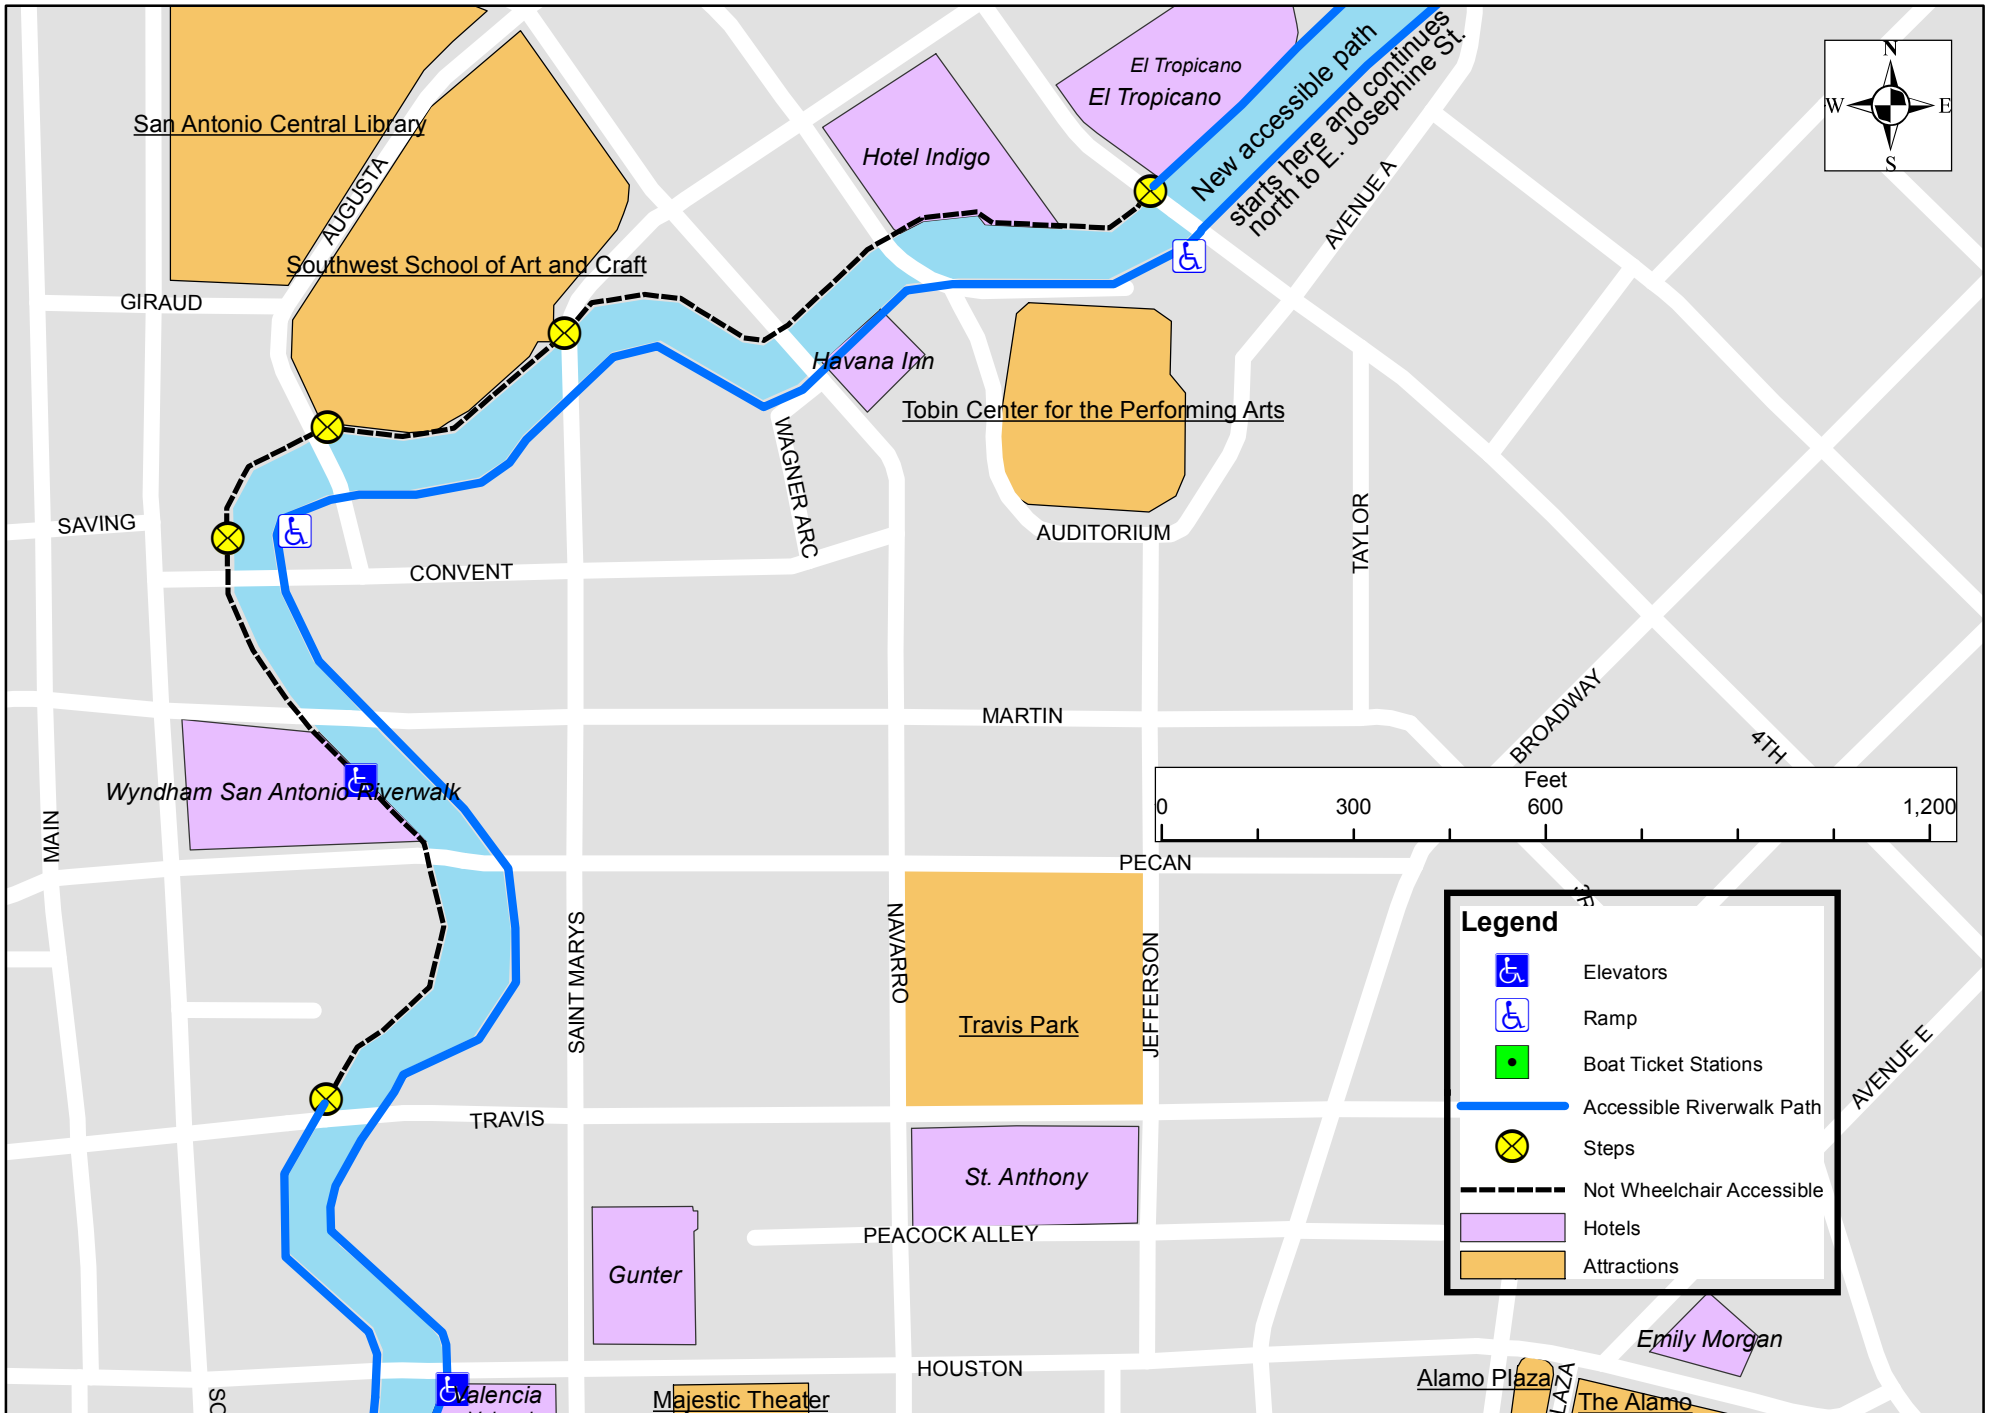 N
W E
S
El Tropicano
El Tropicano
New accessible path
starts here and continues
north to E. Josephine St.
San Antonio Central Library
Hotel Indigo
AUGUSTA
AVENUE A
Southwest School of Art and Craft
GIRAUD
Havana Inn
Tobin Center for the Performing Arts
WAGNER ARC
SAVING
AUDITORIUM
TAYLOR
CONVENT
MARTIN
BROADWAY
4TH
Wyndham San Antonio Riverwalk
MAIN
Feet
0 300 600 1,200
PECAN
NAVARRO
SAINT MARYS
JEFFERSON
Travis Park
AVENUE E
Legend
Elevators
Ramp
Boat Ticket Stations
Accessible Riverwalk Path
Steps
Not Wheelchair Accessible
Hotels
Attractions
TRAVIS
St. Anthony
PEACOCK ALLEY
Gunter
Emily Morgan
HOUSTON
Alamo Plaza
Valencia
Majestic Theater
The Alamo